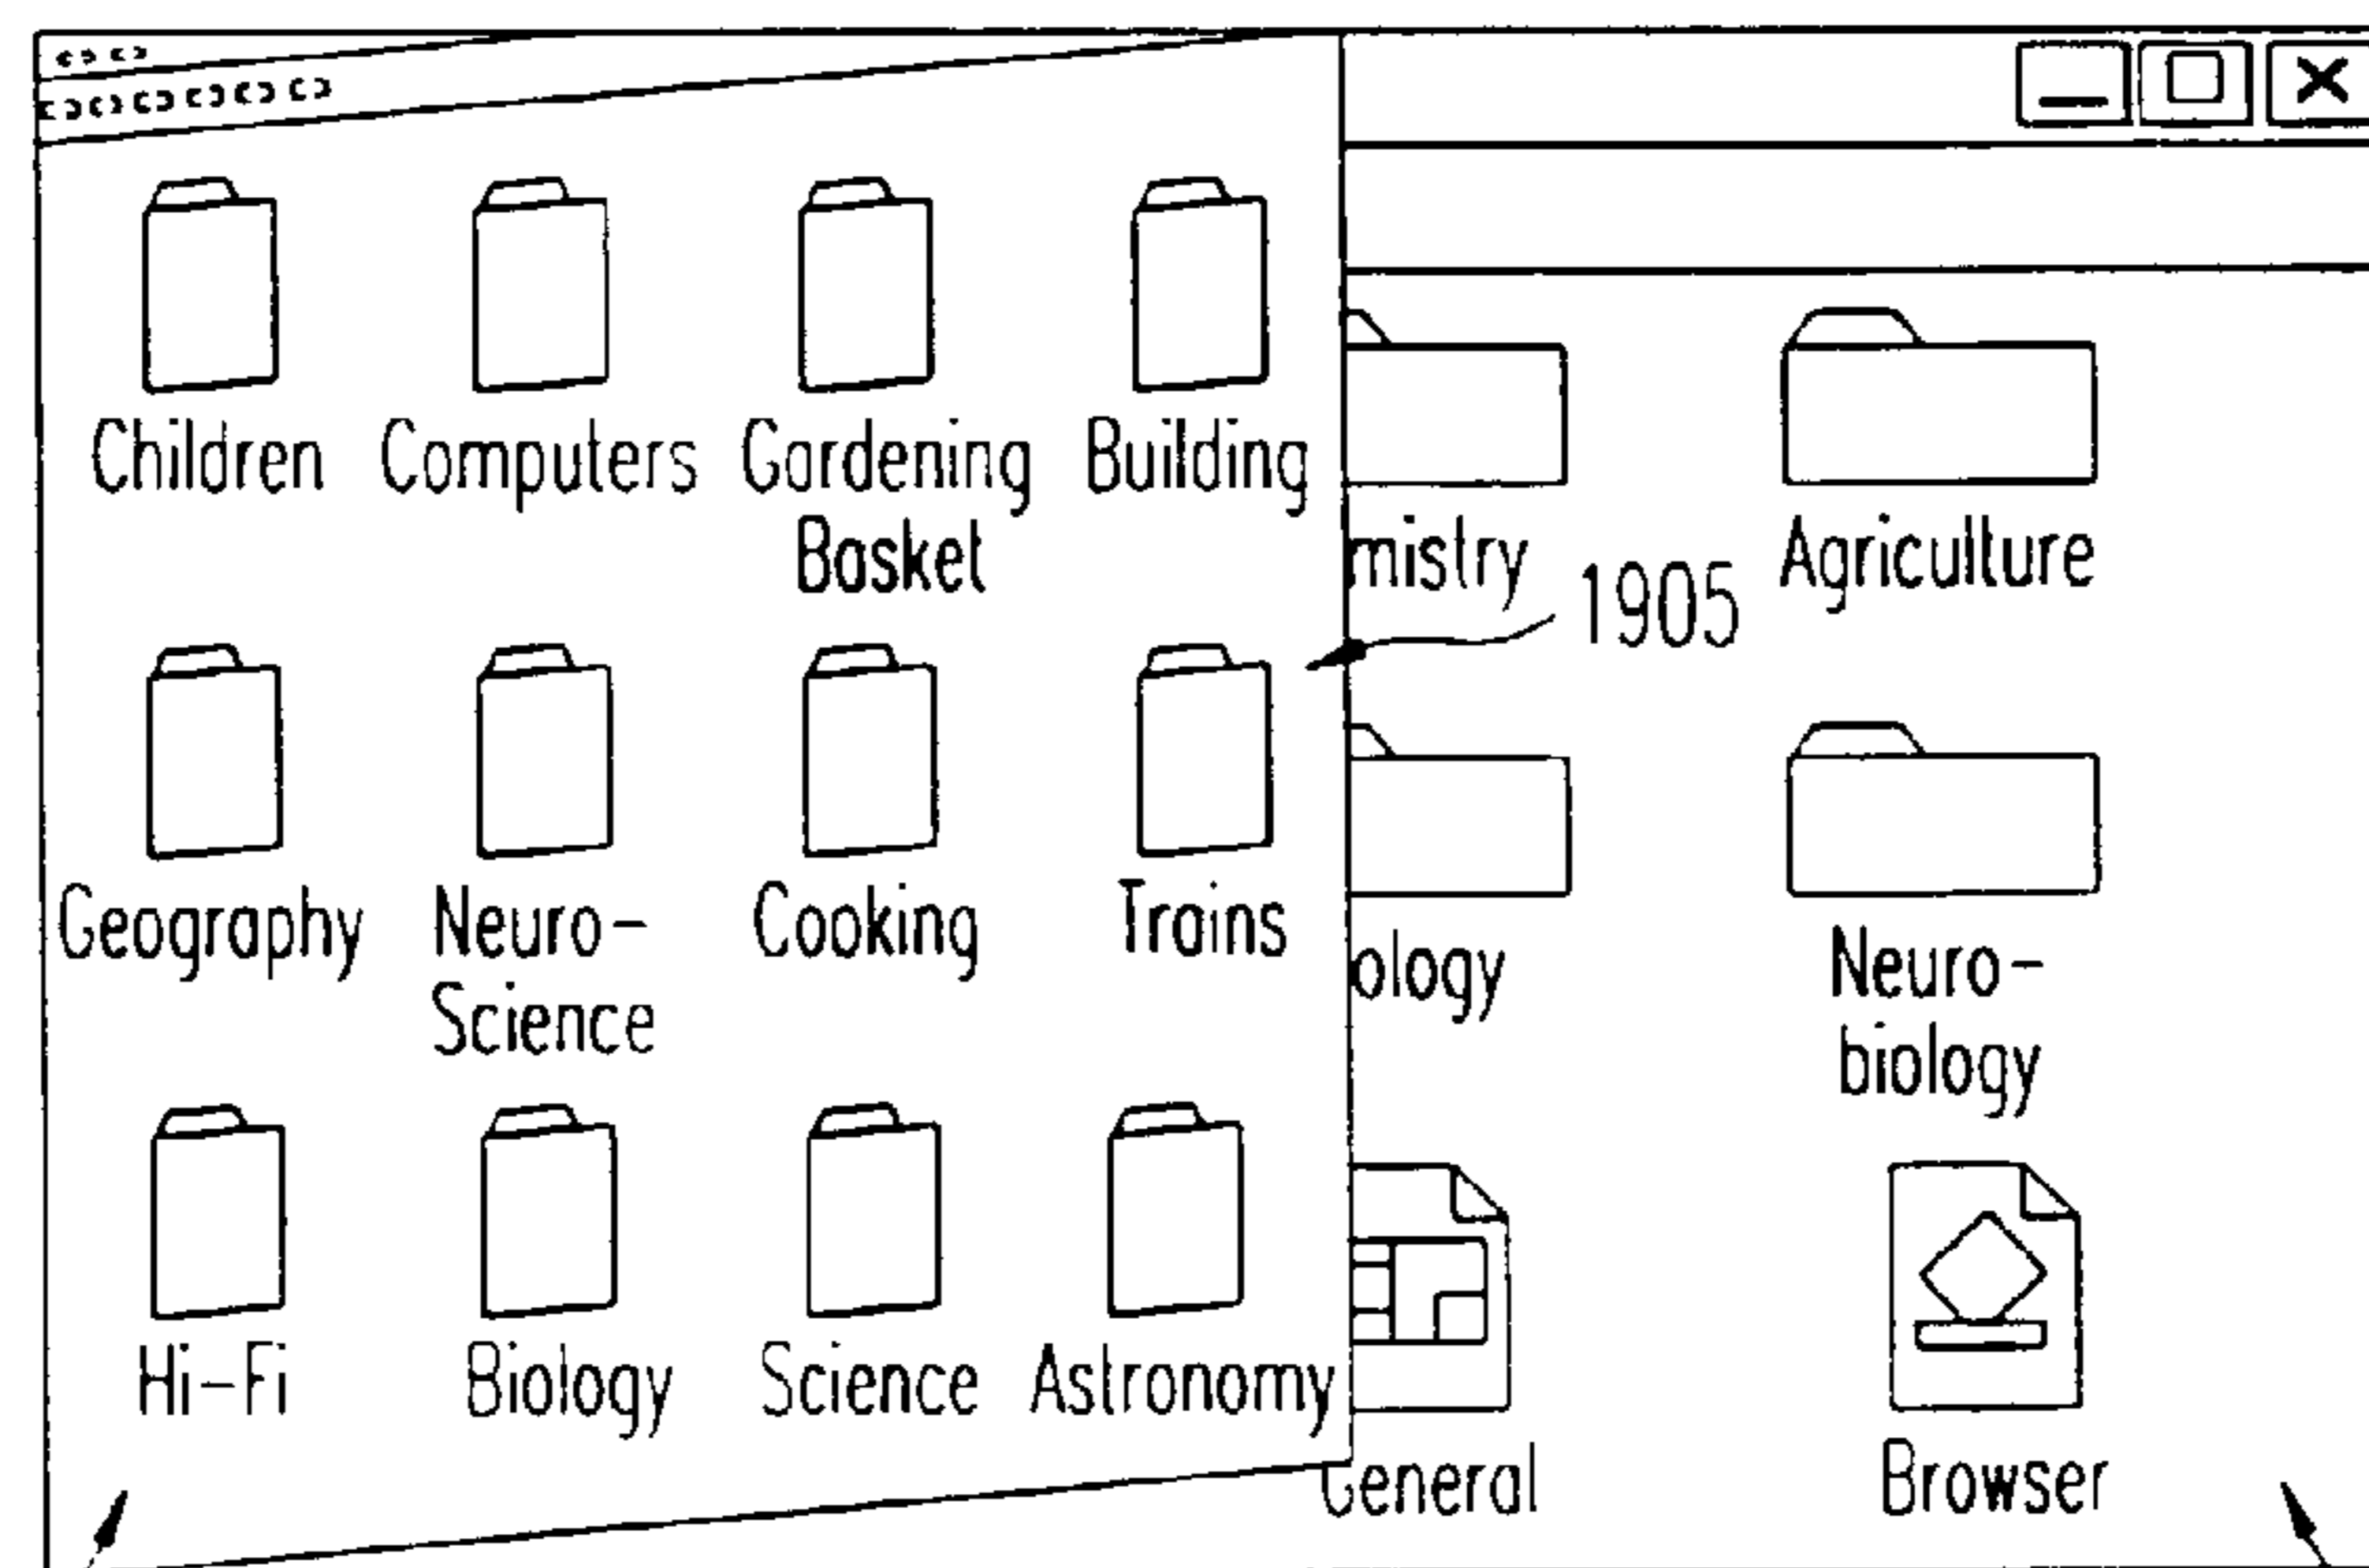 Children Computers Gardening Building
Basket
mistry
Agriculture
1905
Geography Neuro- Cooking Trains
Science
ology
Neuro-
biology
Hi-Fi Biology Science Astronomy
General
Browser